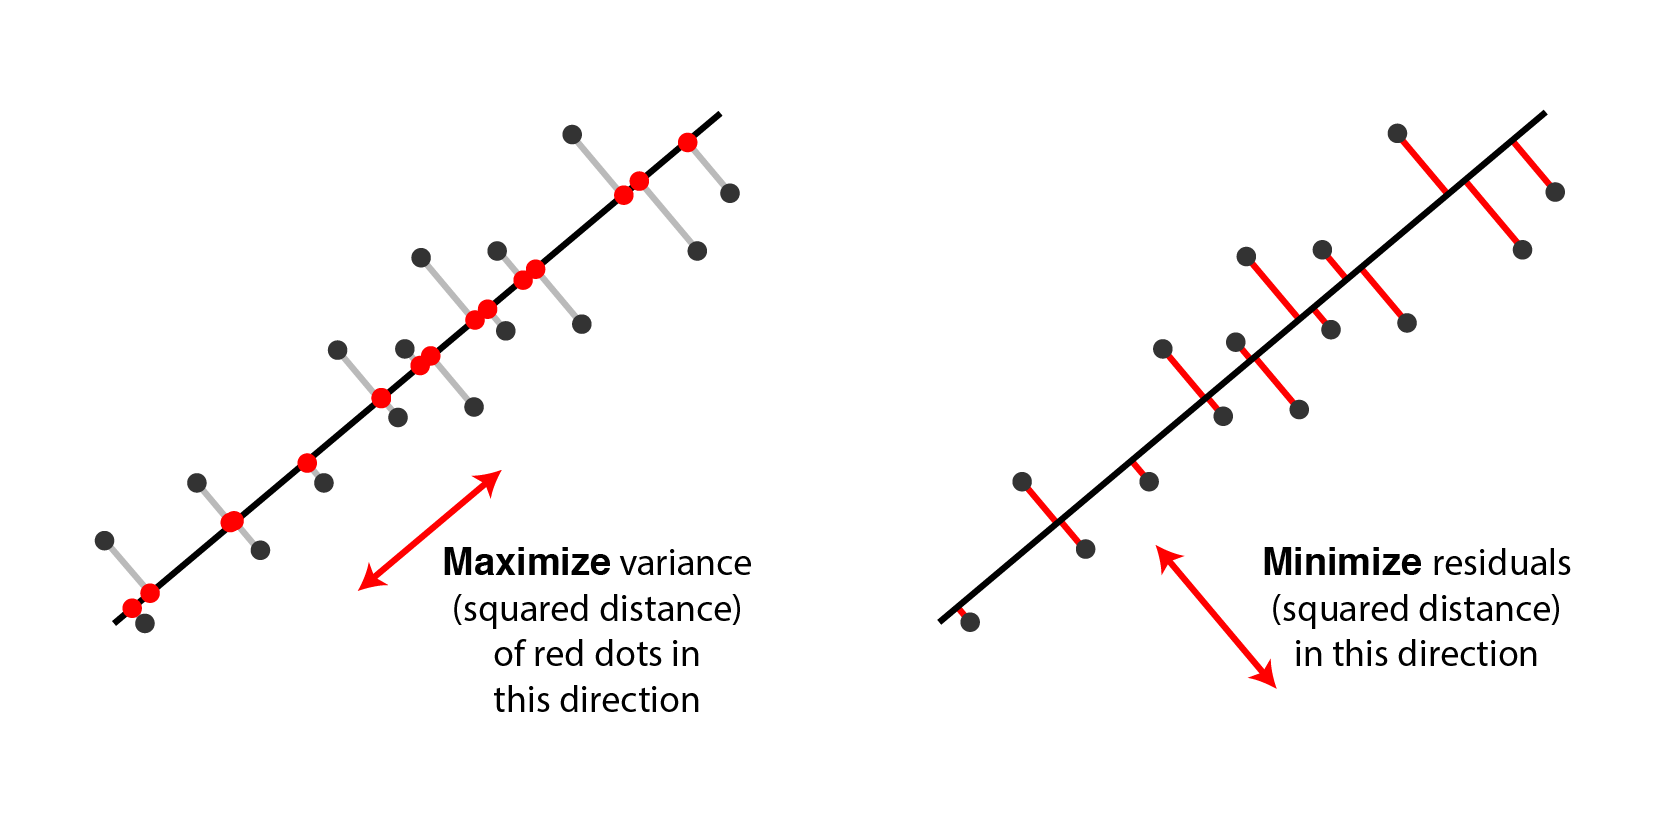 Maximize variance
(squared distance)
of red dots in
this direction
Minimize residuals
(squared distance)
in this direction